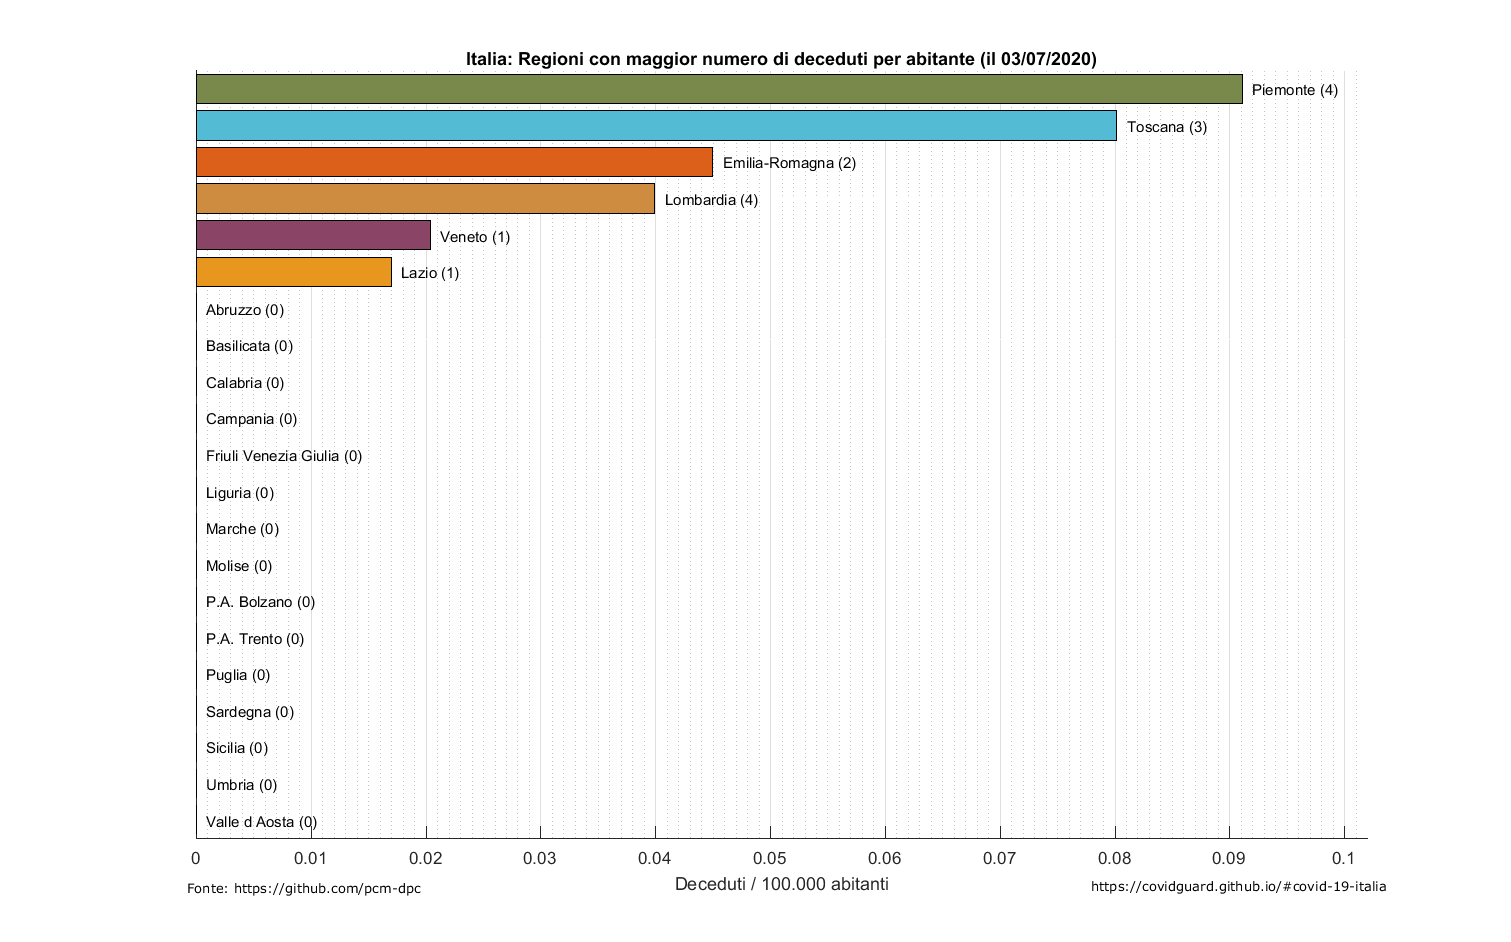 Italia: Regioni con maggior numero di deceduti per abitante (il 03/07/2020)
Piemonte (4)
Toscana (3)
Emilia-Romagna (2)
Lombardia (4)
Veneto (1)
Lazio (1)
Abruzzo (0)
Basilicata (0)
Calabria (0)
Campania (0)
Friuli Venezia Giulia (0)
Liguria (0)
Marche (0)
Molise (0)
P.A. Bolzano (0)
P.A. Trento (0)
Puglia (0)
Sardegna (0)
Sicilia (0)
Umbria (0)
Valle d Aosta (0)
0 0.01 0.02 0.03 0.04 0.05 0.06 0.07 0.08 0.09 0.1
Deceduti / 100.000 abitanti
Fonte: https://github.com/pcm-dpc
https://covidguard.github.io/#covid-19-italia